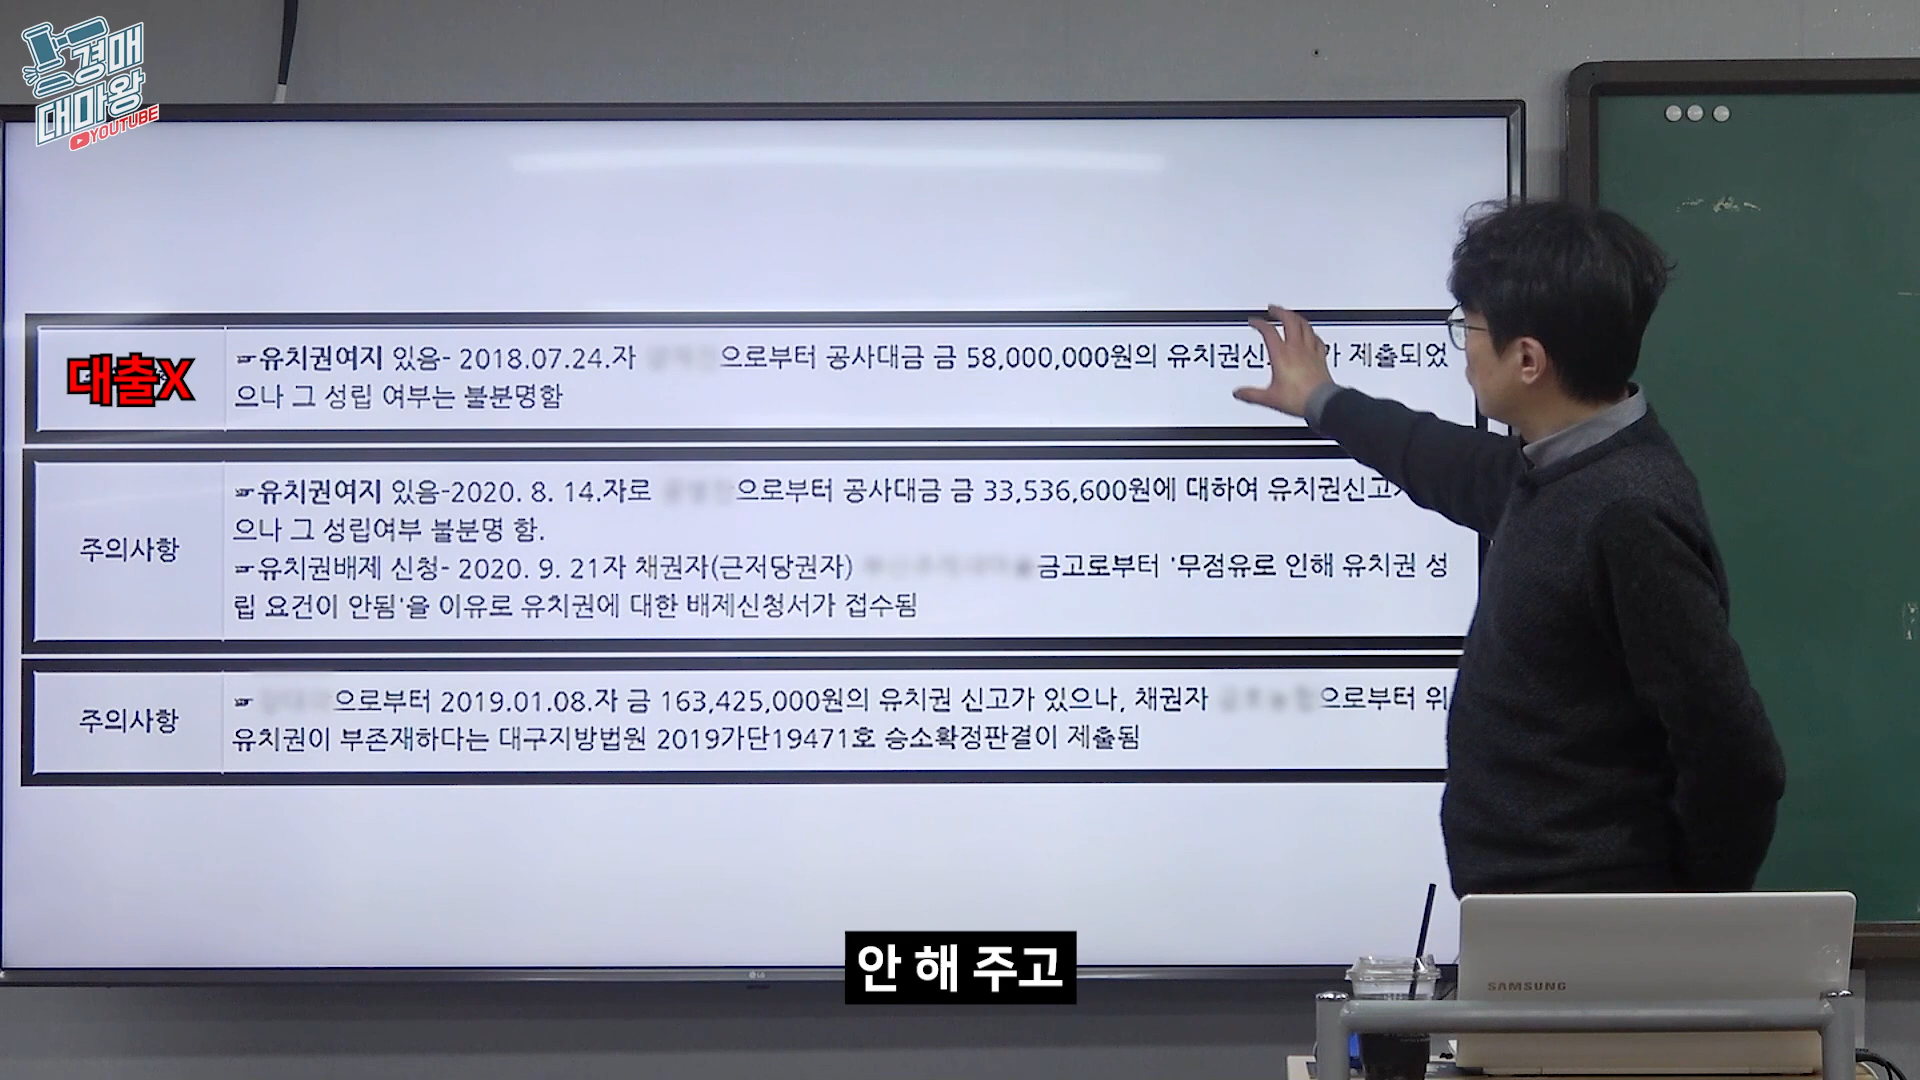 경매
대마왕
YOUTUBE
대출X
☞유치권여지 있음- 2018.07.24.자 으로부터 공사대금 금 58,000,000원의 유치권신 가 제출되었
으나 그 성립 여부는 불분명함
주의사항
☞유치권여지 있음-2020. 8. 14.자로 으로부터 공사대금 금 33,536,600원에 대하여 유치권신고
으나 그 성립여부 불분명 함.
☞유치권배제 신청- 2020. 9. 21자 채권자(근저당권자) 금고로부터 '무점유로 인해 유치권 성
립 요건이 안됨'을 이유로 유치권에 대한 배제신청서가 접수됨
주의사항
☞ 으로부터 2019.01.08.자 금 163,425,000원의 유치권 신고가 있으나, 채권자 으로부터 위
유치권이 부존재하다는 대구지방법원 2019가단19471호 승소확정판결이 제출됨
안 해 주고
LG
SAMSUNG